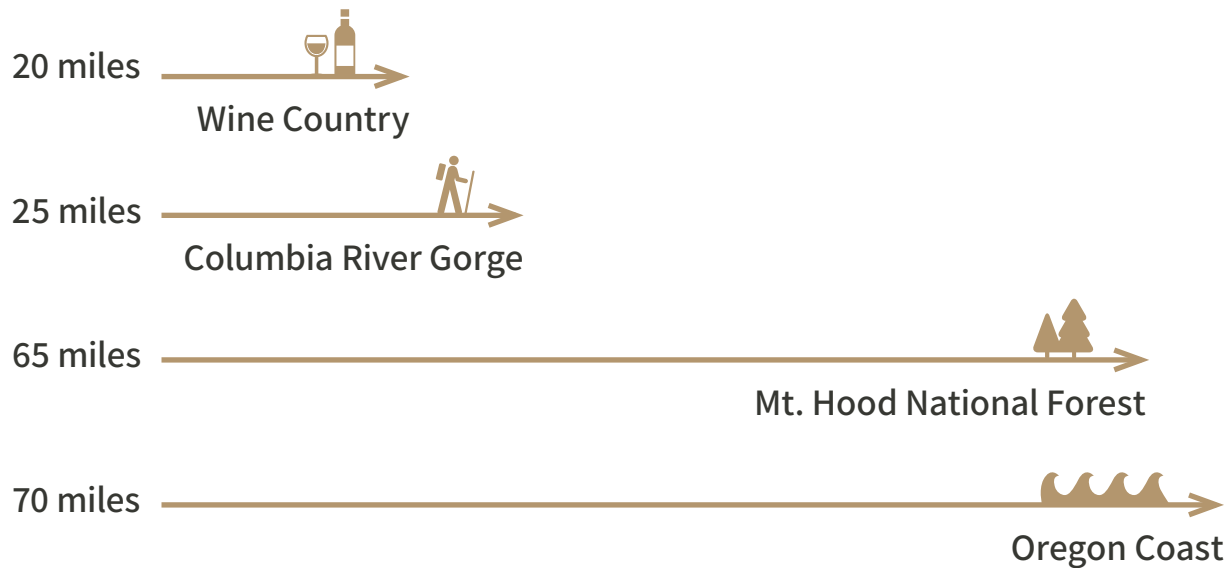 20 miles
Wine Country
25 miles
Columbia River Gorge
65 miles
Mt. Hood National Forest
70 miles
Oregon Coast